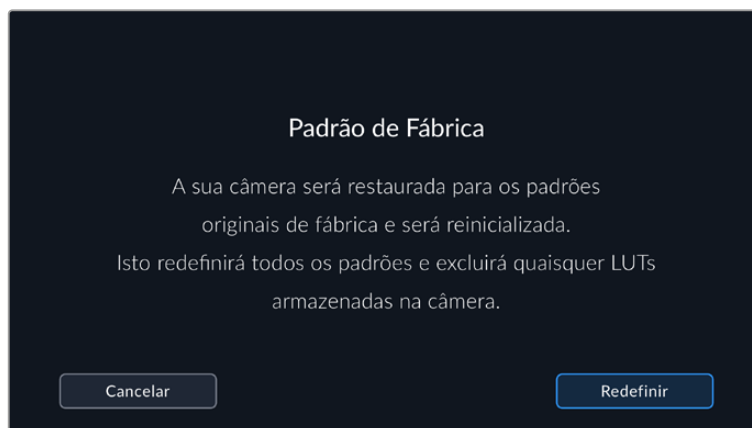 Padrão de Fábrica
A sua câmera será restaurada para os padrões
originais de fábrica e será reinicializada.
Isto redefinirá todos os padrões e excluirá quaisquer LUTs
armazenadas na câmera.
Cancelar
Redefinir